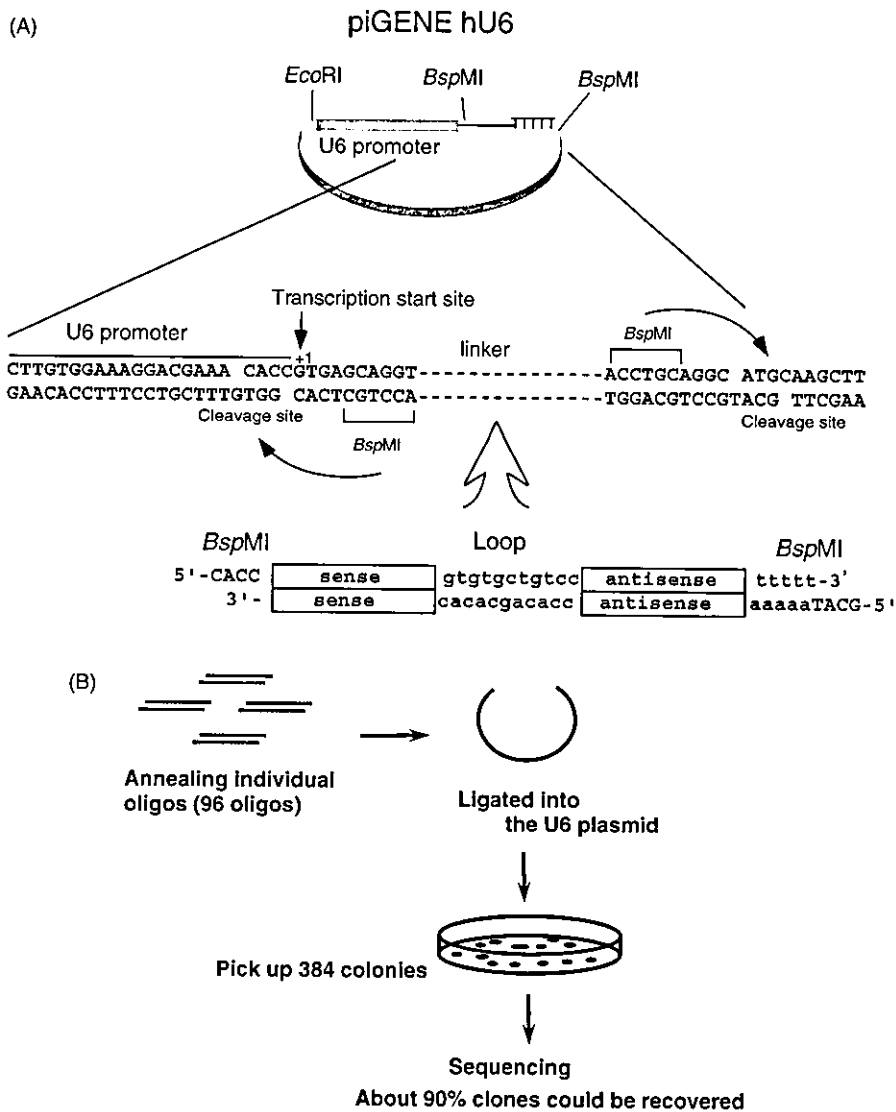 (A)
piGENE hU6
EcoRI BspMI BspMI
U6 promoter
Transcription start site
U6 promoter +1 linker BspMI
CTTGTGGAAAGGACGAAA CACCGTGAGCAGGT------------------ACCTGCAGGC ATGCAAGCTT
GAACACCTTTCCTGCTTTGTGG CACTCGTCCA------------------TGGACGTCCGTACG TTCGAA
Cleavage site BspMI Cleavage site
BspMI Loop BspMI
5'-CACC sense gtgtgctgtcc antisense ttttt-3'
3'- sense cacacgacacc antisense aaaaaTACG-5'
(B)
Annealing individual
oligos (96 oligos)
Ligated into
the U6 plasmid
Pick up 384 colonies
Sequencing
About 90% clones could be recovered